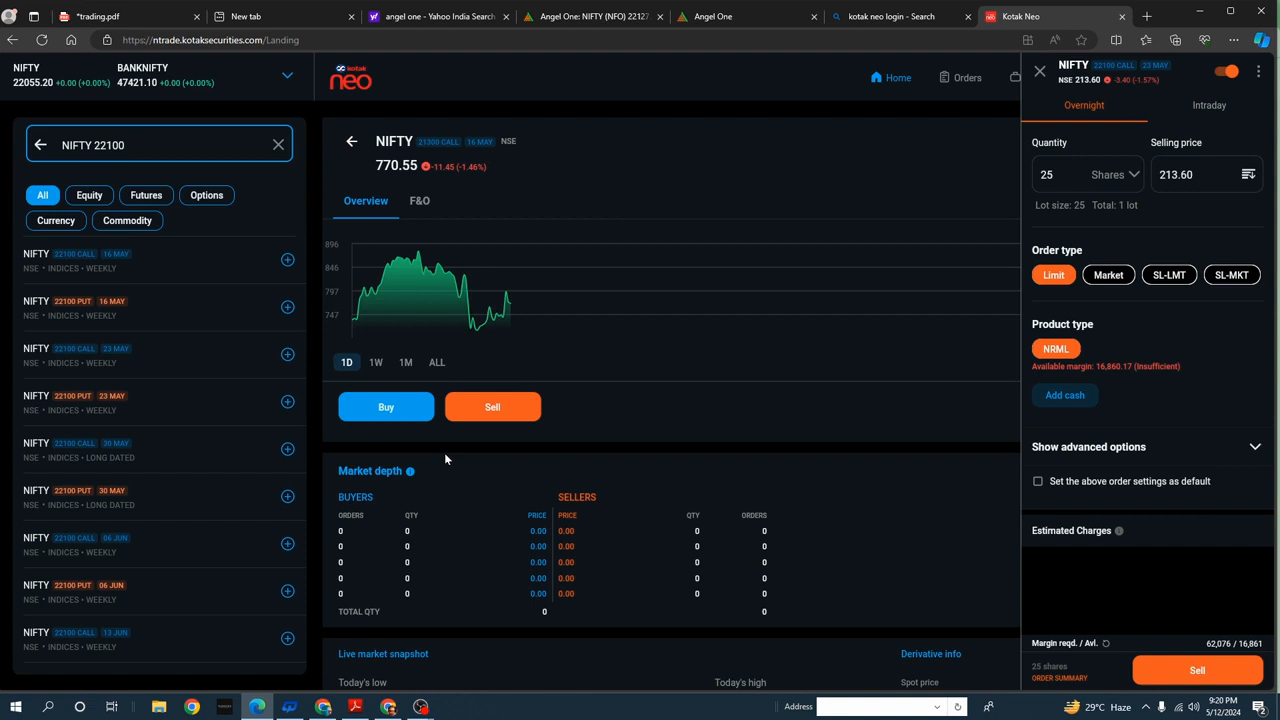 *trading.pdf
New tab
angel one - Yahoo India Search
Angel One: NIFTY (NFO) 22127
Angel One
kotak neo login - Search
Kotak Neo
https://ntrade.kotaksecurities.com/Landing
NIFTY
22055.20 +0.00 (+0.00%)
BANKNIFTY
47421.10 +0.00 (+0.00%)
kotak
neo
Home
Orders
NIFTY 22100
All
Equity
Futures
Options
Currency
Commodity
NIFTY 22100 CALL 16 MAY
NSE • INDICES • WEEKLY
NIFTY 22100 PUT 16 MAY
NSE • INDICES • WEEKLY
NIFTY 22100 CALL 23 MAY
NSE • INDICES • WEEKLY
NIFTY 22100 PUT 23 MAY
NSE • INDICES • WEEKLY
NIFTY 22100 CALL 30 MAY
NSE • INDICES • LONG DATED
NIFTY 22100 PUT 30 MAY
NSE • INDICES • LONG DATED
NIFTY 22100 CALL 06 JUN
NSE • INDICES • WEEKLY
NIFTY 22100 PUT 06 JUN
NSE • INDICES • WEEKLY
NIFTY 22100 CALL 13 JUN
NSE • INDICES • WEEKLY
NIFTY 21300 CALL 16 MAY NSE
770.55 -11.45 (-1.46%)
Overview
F&O
896
846
797
747
1D
1W
1M
ALL
Buy
Sell
Market depth
BUYERS
SELLERS
ORDERS QTY PRICE PRICE QTY ORDERS
0 0 0.00 0.00 0 0
0 0 0.00 0.00 0 0
0 0 0.00 0.00 0 0
0 0 0.00 0.00 0 0
0 0 0.00 0.00 0 0
TOTAL QTY 0 0
Live market snapshot
Derivative info
Today's low
Today's high
Spot price
NIFTY 22100 CALL 23 MAY
NSE 213.60 -3.40 (-1.57%)
Overnight
Intraday
Quantity
Selling price
25 Shares
213.60
Lot size: 25 Total: 1 lot
Order type
Limit
Market
SL-LMT
SL-MKT
Product type
NRML
Available margin: 16,860.17 (Insufficient)
Add cash
Show advanced options
Set the above order settings as default
Estimated Charges
Margin reqd. / Avl. 62,076 / 16,861
25 shares
ORDER SUMMARY
Sell
Address
29°C Haze
9:20 PM
5/12/2024